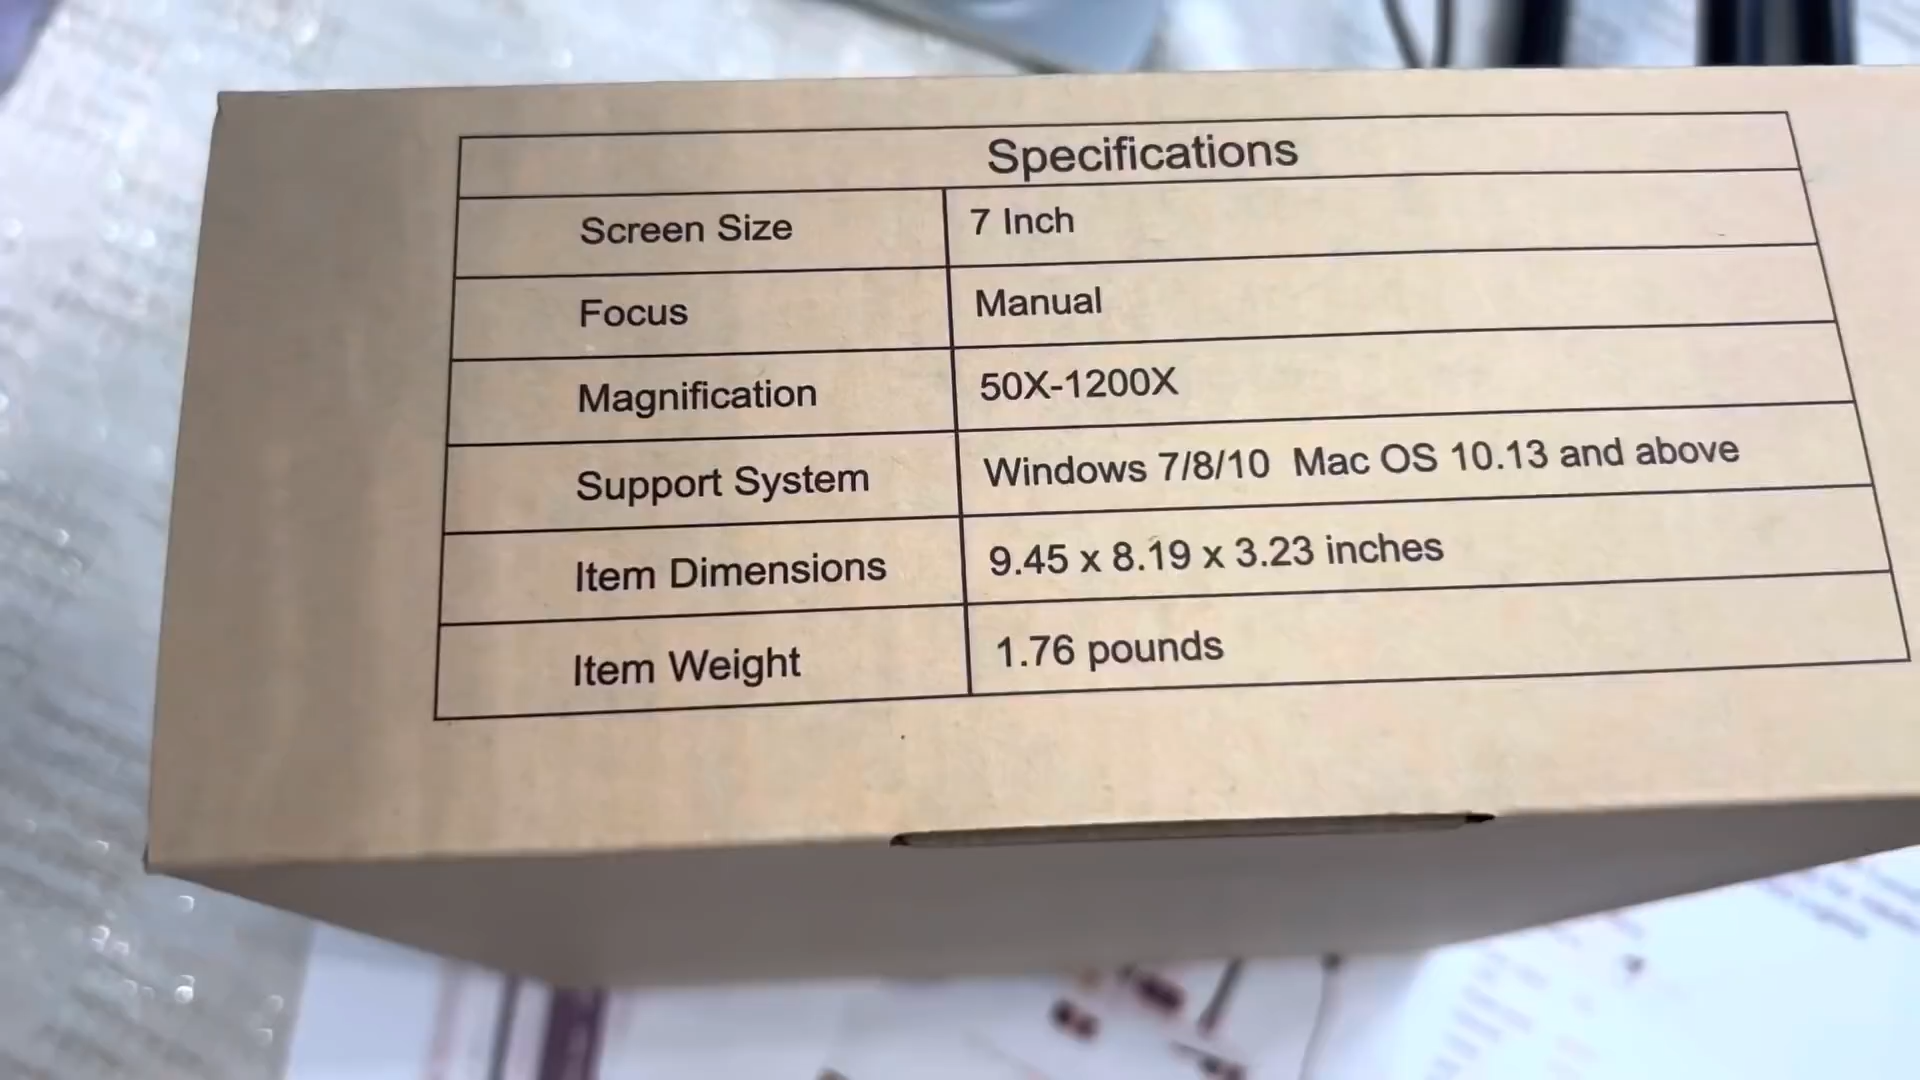 Specifications
Screen Size 7 Inch
Focus Manual
Magnification 50X-1200X
Support System Windows 7/8/10 Mac OS 10.13 and above
Item Dimensions 9.45 x 8.19 x 3.23 inches
Item Weight 1.76 pounds